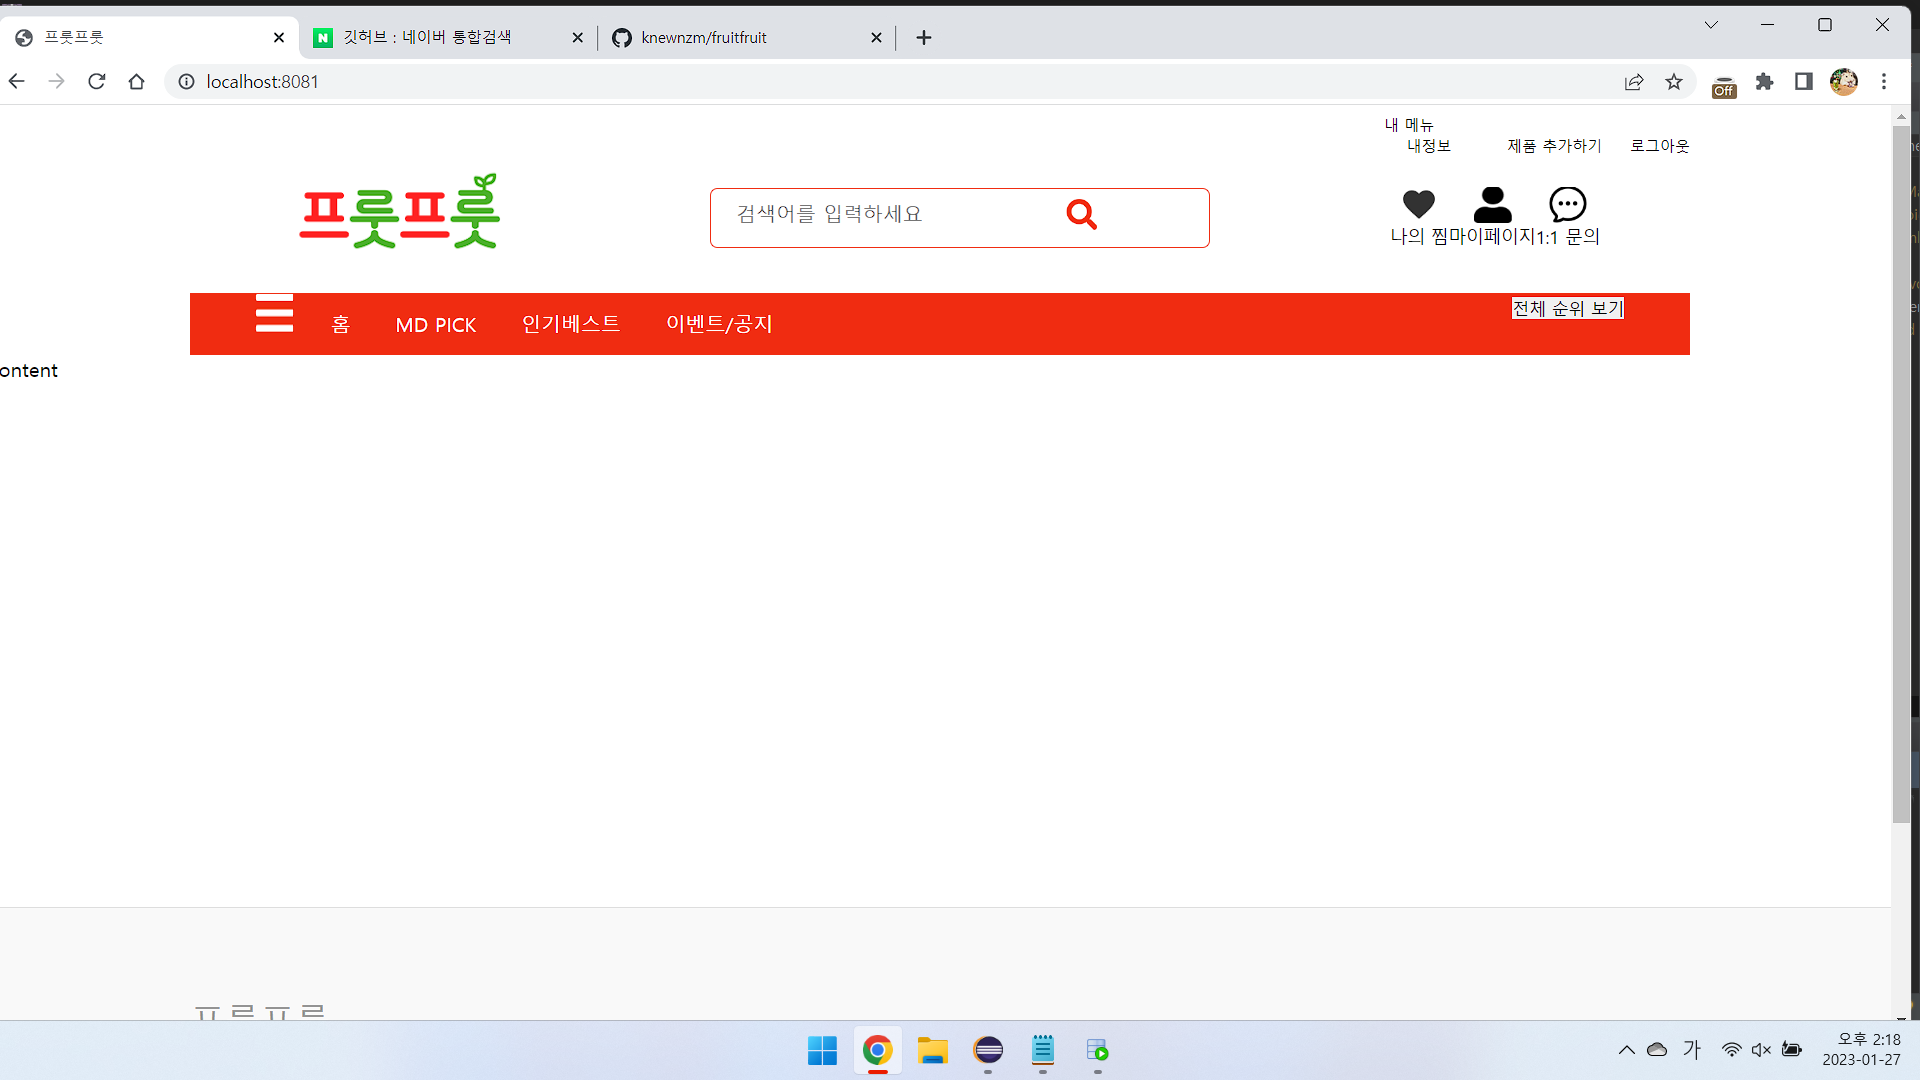 프룻프룻
깃허브 : 네이버 통합검색
knewnzm/fruitfruit
localhost:8081
Off
내 메뉴
내정보
제품 추가하기
로그아웃
프룻프룻
검색어를 입력하세요
나의 찜마이페이지1:1 문의
홈
MD PICK
인기베스트
이벤트/공지
전체 순위 보기
ontent
프룻프룻
가
오후 2:18
2023-01-27